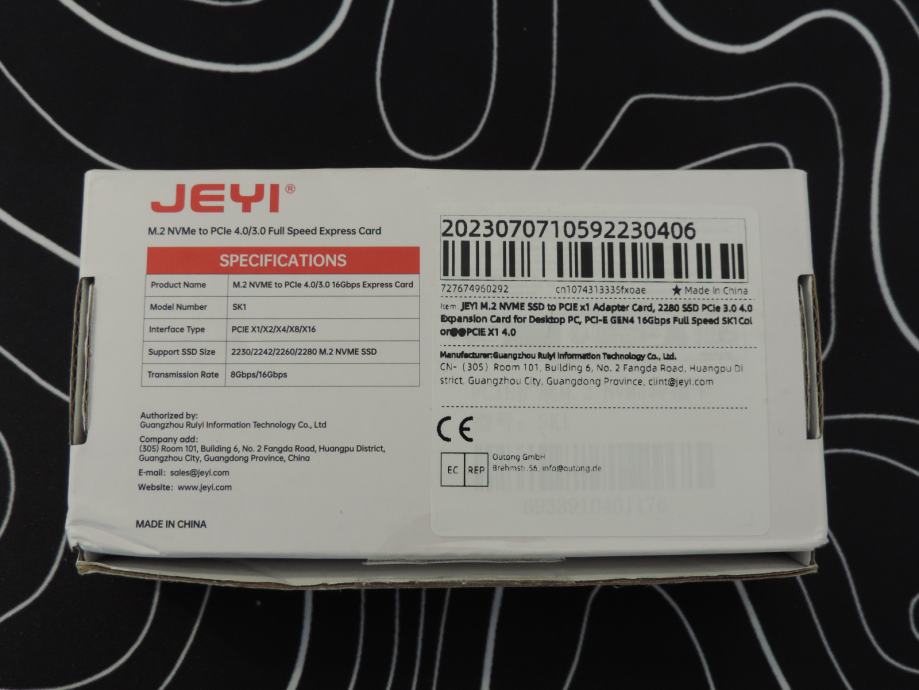 JEYI®
M.2 NVMe to PCIe 4.0/3.0 Full Speed Express Card
SPECIFICATIONS
Product Name M.2 NVME to PCIe 4.0/3.0 16Gbps Express Card
Model Number SK1
Interface Type PCIE X1/X2/X4/X8/X16
Support SSD Size 2230/2242/2260/2280 M.2 NVME SSD
Transmission Rate 8Gbps/16Gbps
Authorized by:
Guangzhou Ruiyi Information Technology Co., Ltd
Company add:
(305) Room 101, Building 6, No. 2 Fangda Road, Huangpu District,
Guangzhou City, Guangdong Province, China
E-mail: sales@jeyi.com
Website: www.jeyi.com
MADE IN CHINA
2023070710592230406
727674960292 cn1074313335fxoae ★ Made In China
Item: JEYI M.2 NVME SSD to PCIE x1 Adapter Card, 2280 SSD PCIe 3.0 4.0
Expansion Card for Desktop PC, PCI-E GEN4 16Gbps Full Speed SK1Col
or@@PCIE X1 4.0
Manufacturer:Guangzhou Ruiyi Information Technology Co., Ltd.
CN- (305) Room 101, Building 6, No. 2 Fangda Road, Huangpu Di
strict, Guangzhou City, Guangdong Province, clint@jeyi.com
CE
EC REP
Outong GmbH
Brehmstr.56, info@outong.de